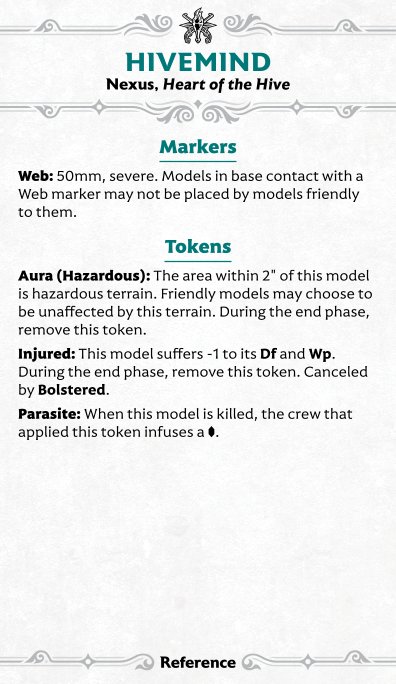 HIVEMIND
Nexus, Heart of the Hive
Markers
Web: 50mm, severe. Models in base contact with a
Web marker may not be placed by models friendly
to them.
Tokens
Aura (Hazardous): The area within 2" of this model
is hazardous terrain. Friendly models may choose to
be unaffected by this terrain. During the end phase,
remove this token.
Injured: This model suffers -1 to its Df and Wp.
During the end phase, remove this token. Canceled
by Bolstered.
Parasite: When this model is killed, the crew that
applied this token infuses a .
Reference